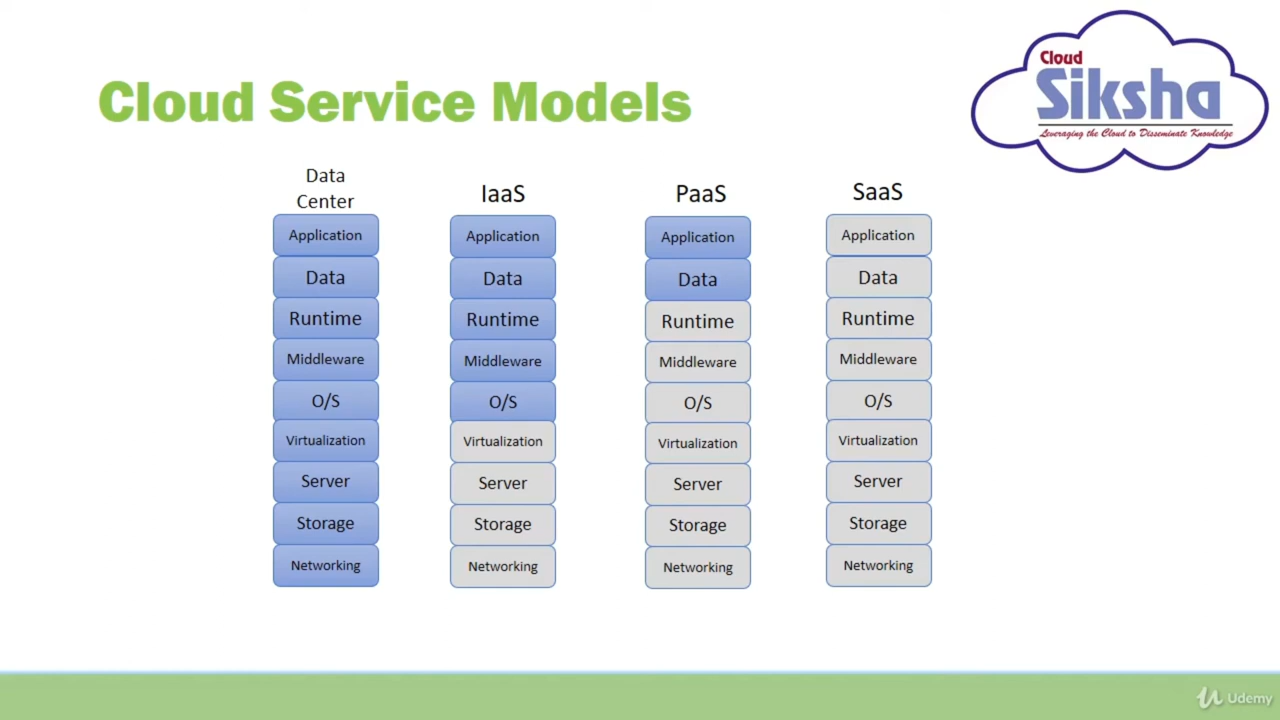 Cloud Service Models
Cloud
Siksha
Leveraging the Cloud to Disseminate Knowledge
Data
Center
Application
Data
Runtime
Middleware
O/S
Virtualization
Server
Storage
Networking
IaaS
Application
Data
Runtime
Middleware
O/S
Virtualization
Server
Storage
Networking
PaaS
Application
Data
Runtime
Middleware
O/S
Virtualization
Server
Storage
Networking
SaaS
Application
Data
Runtime
Middleware
O/S
Virtualization
Server
Storage
Networking
Udemy